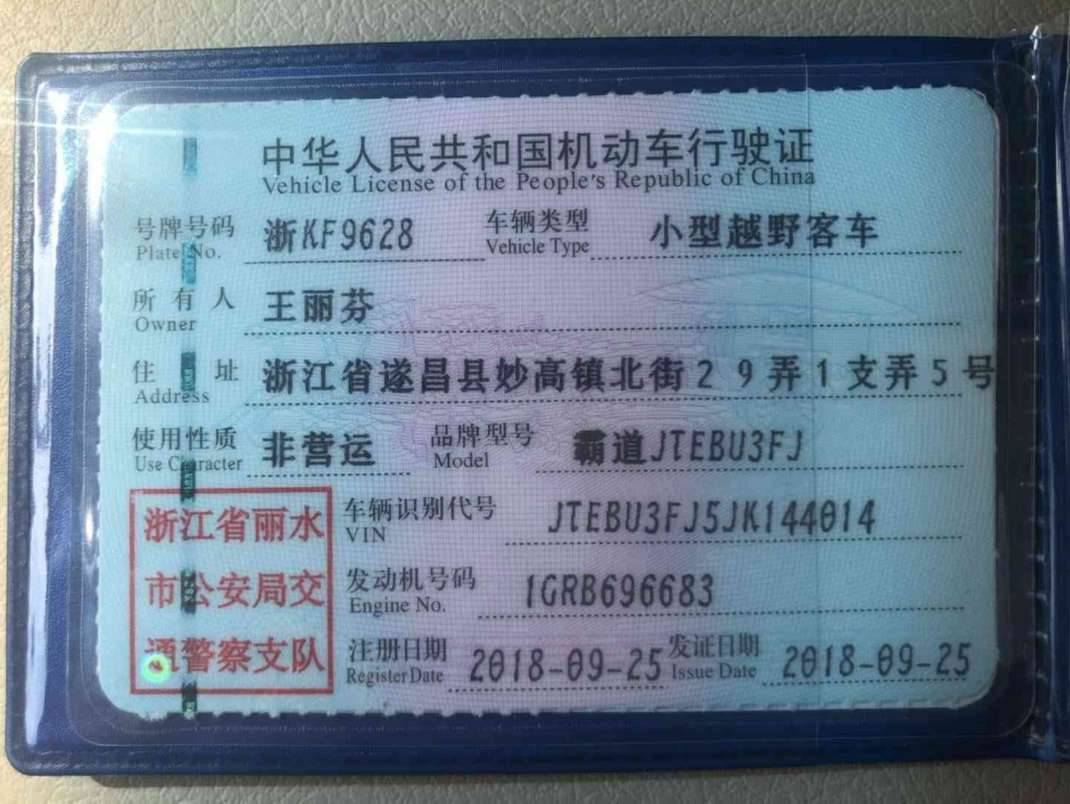 中华人民共和国机动车行驶证
Vehicle License of the People's Republic of China
号牌号码 浙KF9628 车辆类型 小型越野客车
Plate No. Vehicle Type
所有人 王丽芬
Owner
住址 浙江省遂昌县妙高镇北街29弄1支弄5号
Address
使用性质 非营运 品牌型号 霸道JTEBU3FJ
Use Character Model
浙江省丽水 车辆识别代号 JTEBU3FJ5JK144014
VIN
市公安局交 发动机号码 1GRB696683
Engine No.
通警察支队 注册日期 2018-09-25 发证日期 2018-09-25
Register Date Issue Date